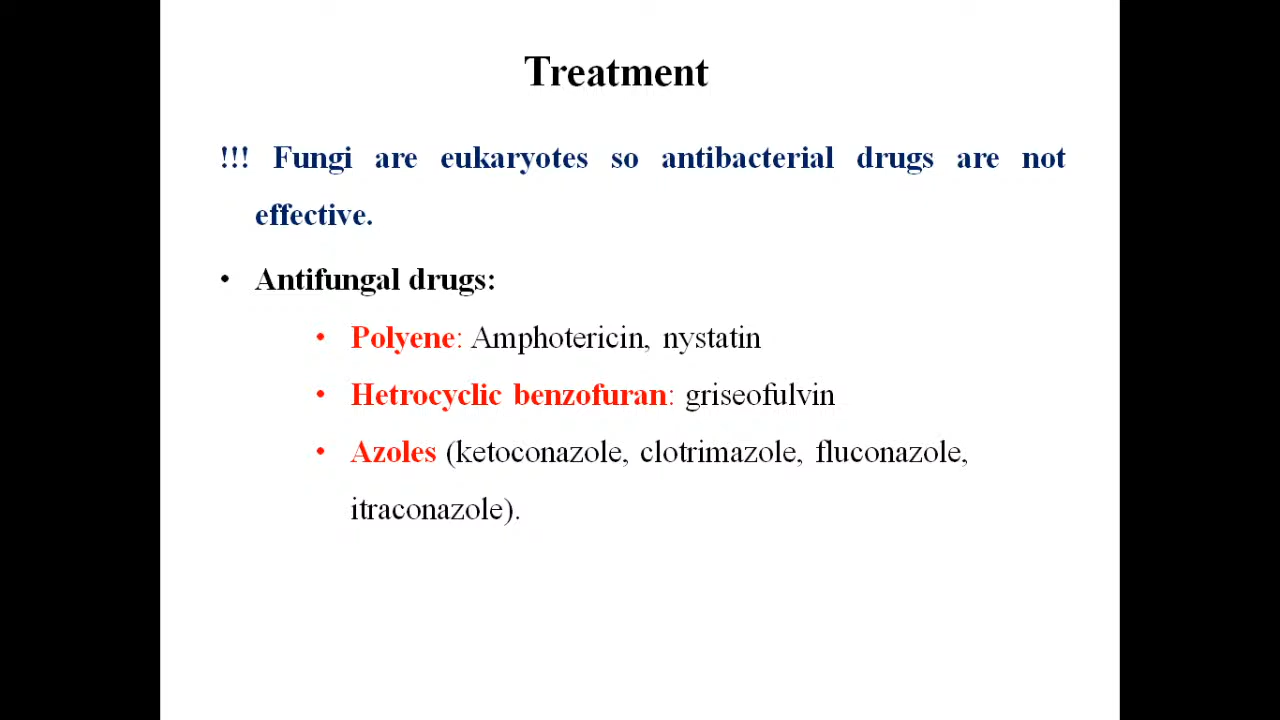 Treatment
!!! Fungi are eukaryotes so antibacterial drugs are not
effective.
• Antifungal drugs:
• Polyene: Amphotericin, nystatin
• Hetrocyclic benzofuran: griseofulvin
• Azoles (ketoconazole, clotrimazole, fluconazole,
itraconazole).